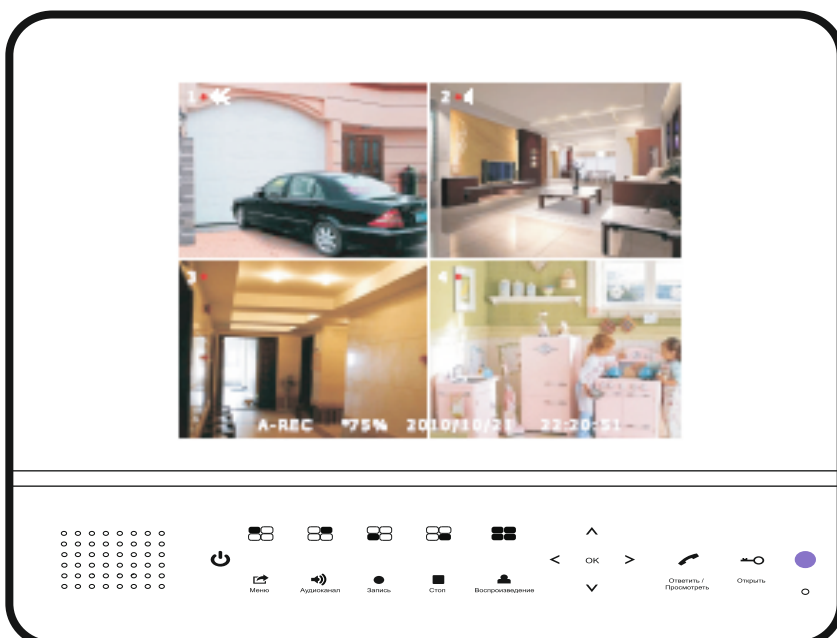 1
2
3
4
A-REC *75% 2010/10/21 22:20:51
OK
Ответить /
Просмотреть
Открыть
Меню
Аудиоканал
Запись
Стоп
Воспроизведение